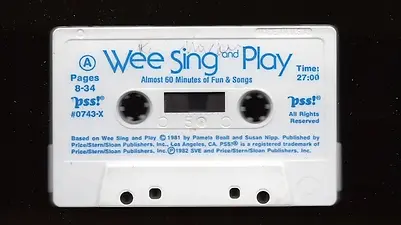 A
Wee Sing and Play
Pages
8-34
Almost 60 Minutes of Fun & Songs
Time:
27:00
pss!®
#0743-X
pss!®
All Rights
Reserved
Based on Wee Sing and Play © 1981 by Pamela Beall and Susan Nipp. Published by
Price/Stern/Sloan Publishers, Inc., Los Angeles, CA. PSS!® is a registered trademark of
Price/Stern/Sloan Publishers, Inc. Ⓟ1982 SVE and Price/Stern/Sloan Publishers, Inc.